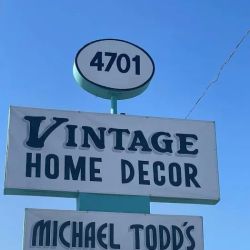 4701
VINTAGE
HOME DECOR
MICHAEL TODD'S